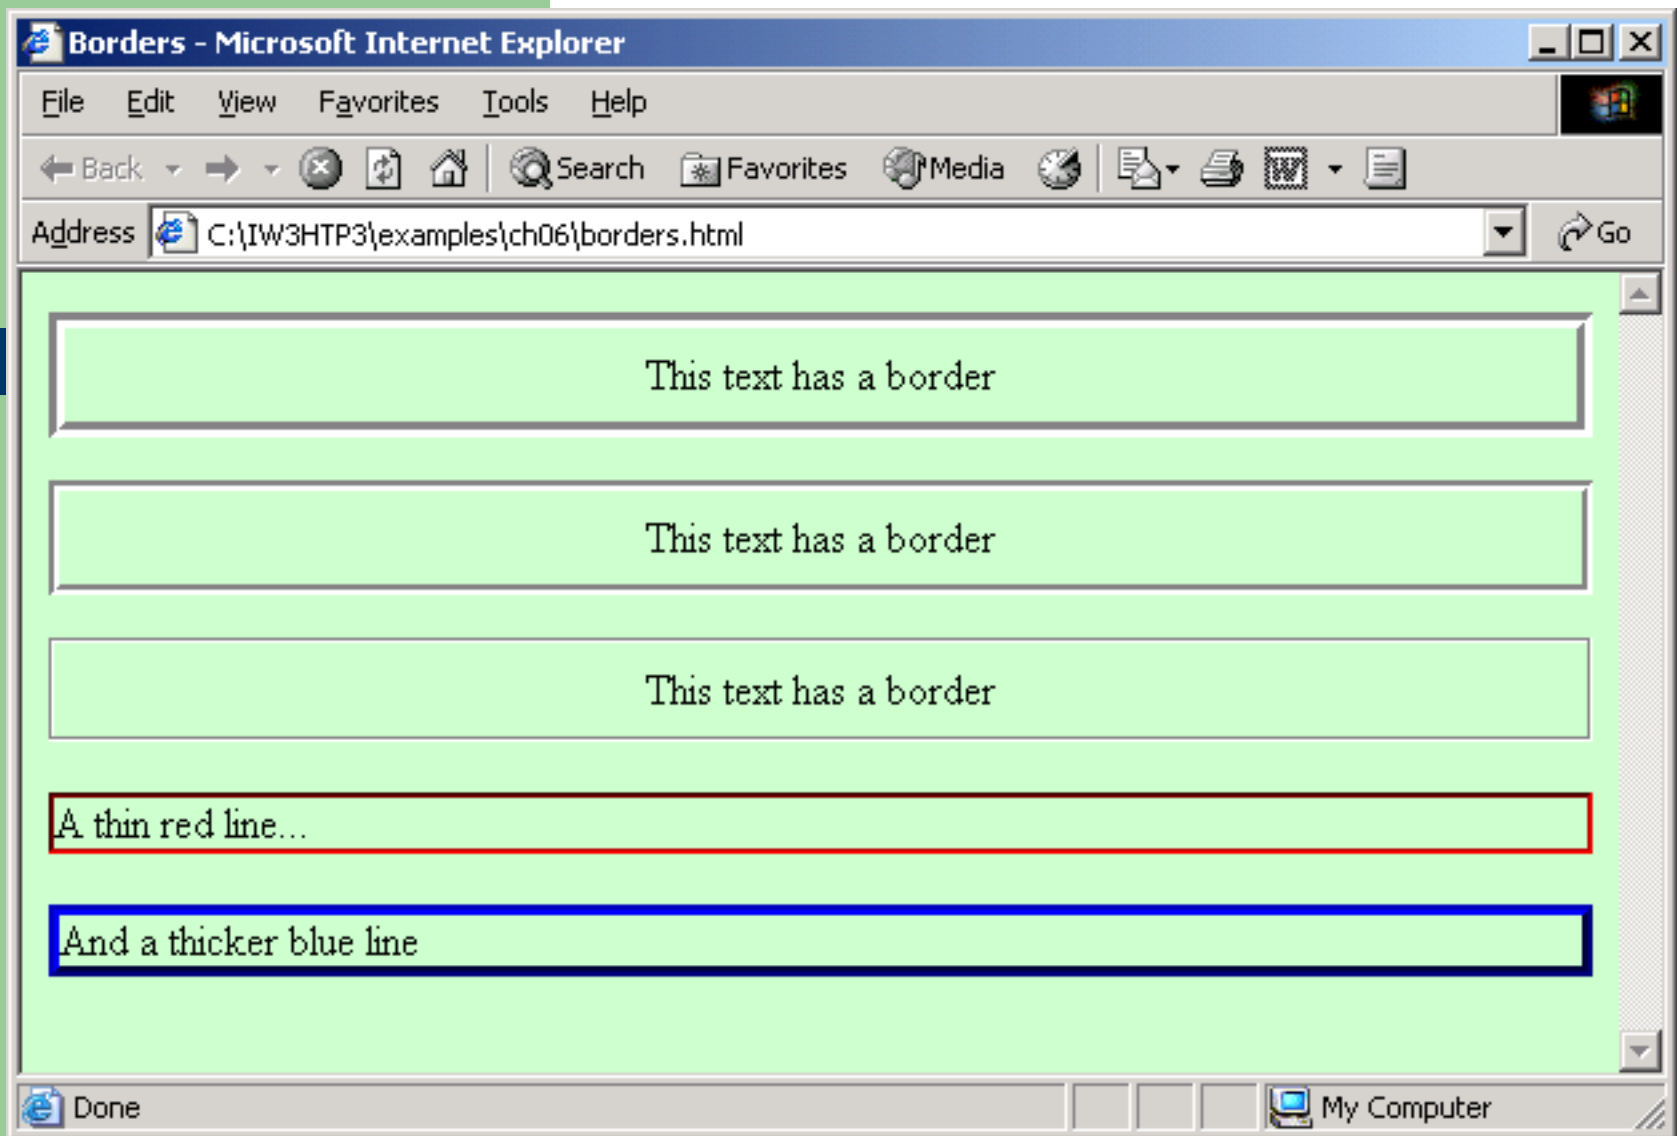 Borders - Microsoft Internet Explorer
File Edit View Favorites Tools Help
Back Search Favorites Media
Address C:\IW3HTP3\examples\ch06\borders.html Go
This text has a border
This text has a border
This text has a border
A thin red line...
And a thicker blue line
Done My Computer